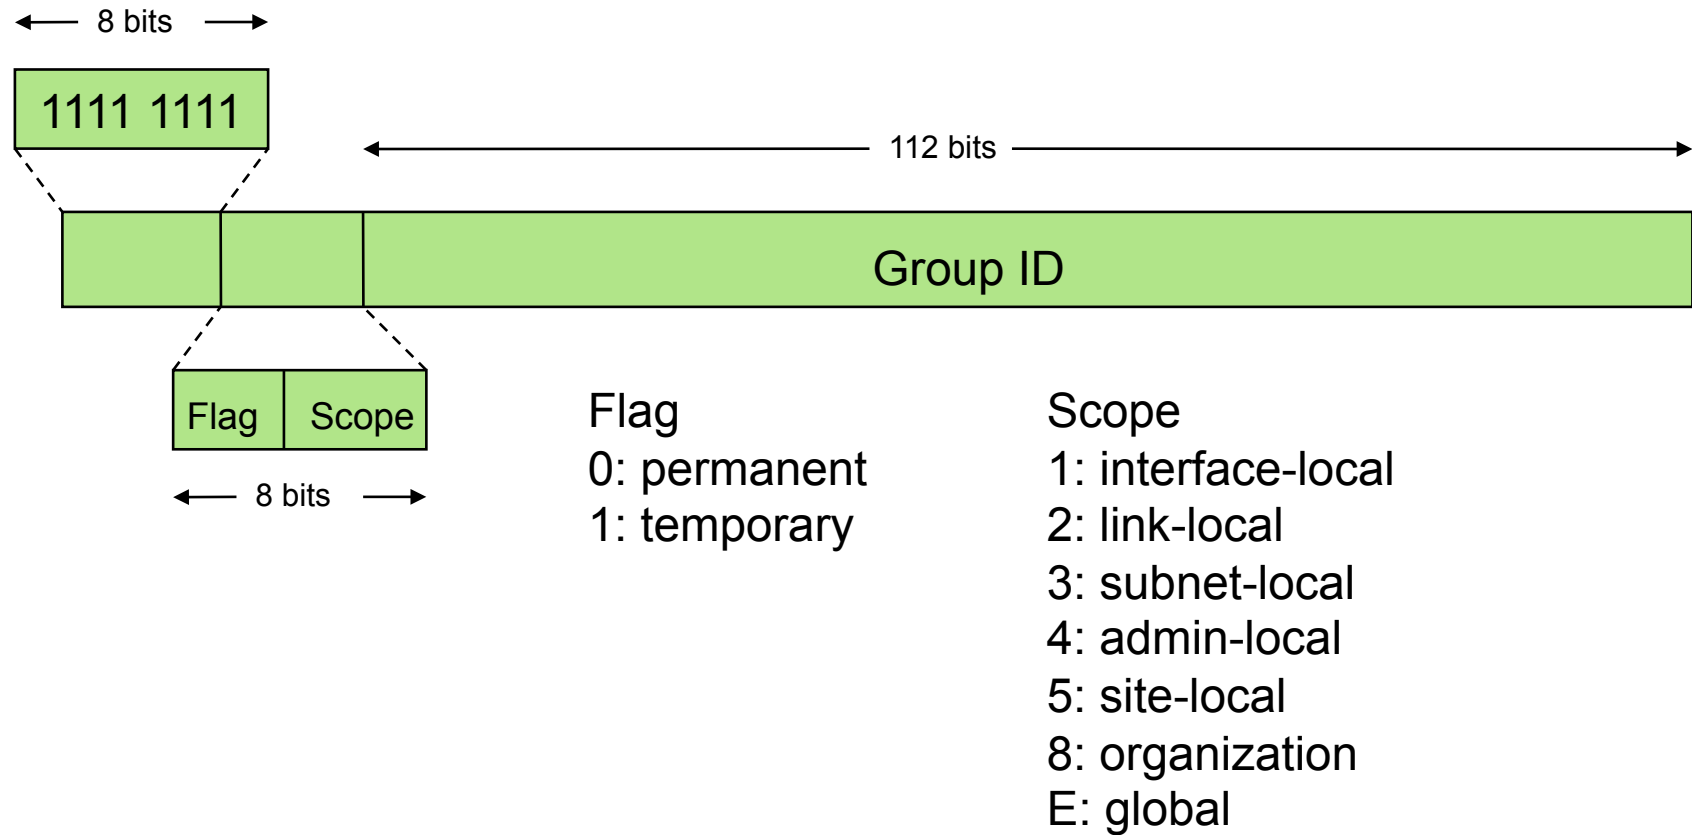 8 bits
1111 1111
112 bits
Group ID
Flag
Scope
8 bits
Flag
0: permanent
1: temporary
Scope
1: interface-local
2: link-local
3: subnet-local
4: admin-local
5: site-local
8: organization
E: global